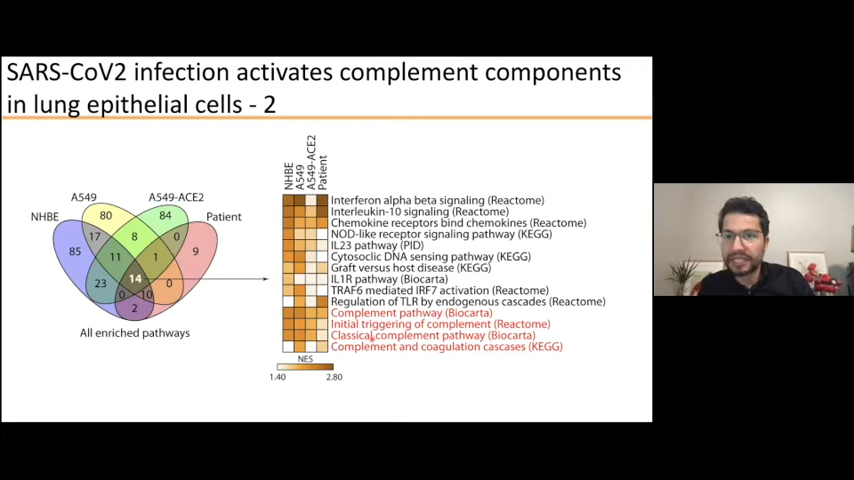 SARS-CoV2 infection activates complement components
in lung epithelial cells - 2
A549
A549-ACE2
NHBE
Patient
80
84
17
8
0
85
9
11
1
14
23
0
0
10
2
All enriched pathways
NHBE
A549
A549-ACE2
Patient
Interferon alpha beta signaling (Reactome)
Interleukin-10 signaling (Reactome)
Chemokine receptors bind chemokines (Reactome)
NOD-like receptor signaling pathway (KEGG)
IL23 pathway (PID)
Cytosoclic DNA sensing pathway (KEGG)
Graft versus host disease (KEGG)
IL1R pathway (Biocarta)
TRAF6 mediated IRF7 activation (Reactome)
Regulation of TLR by endogenous cascades (Reactome)
Complement pathway (Biocarta)
Initial triggering of complement (Reactome)
Classical complement pathway (Biocarta)
Complement and coagulation cascases (KEGG)
NES
1.40
2.80